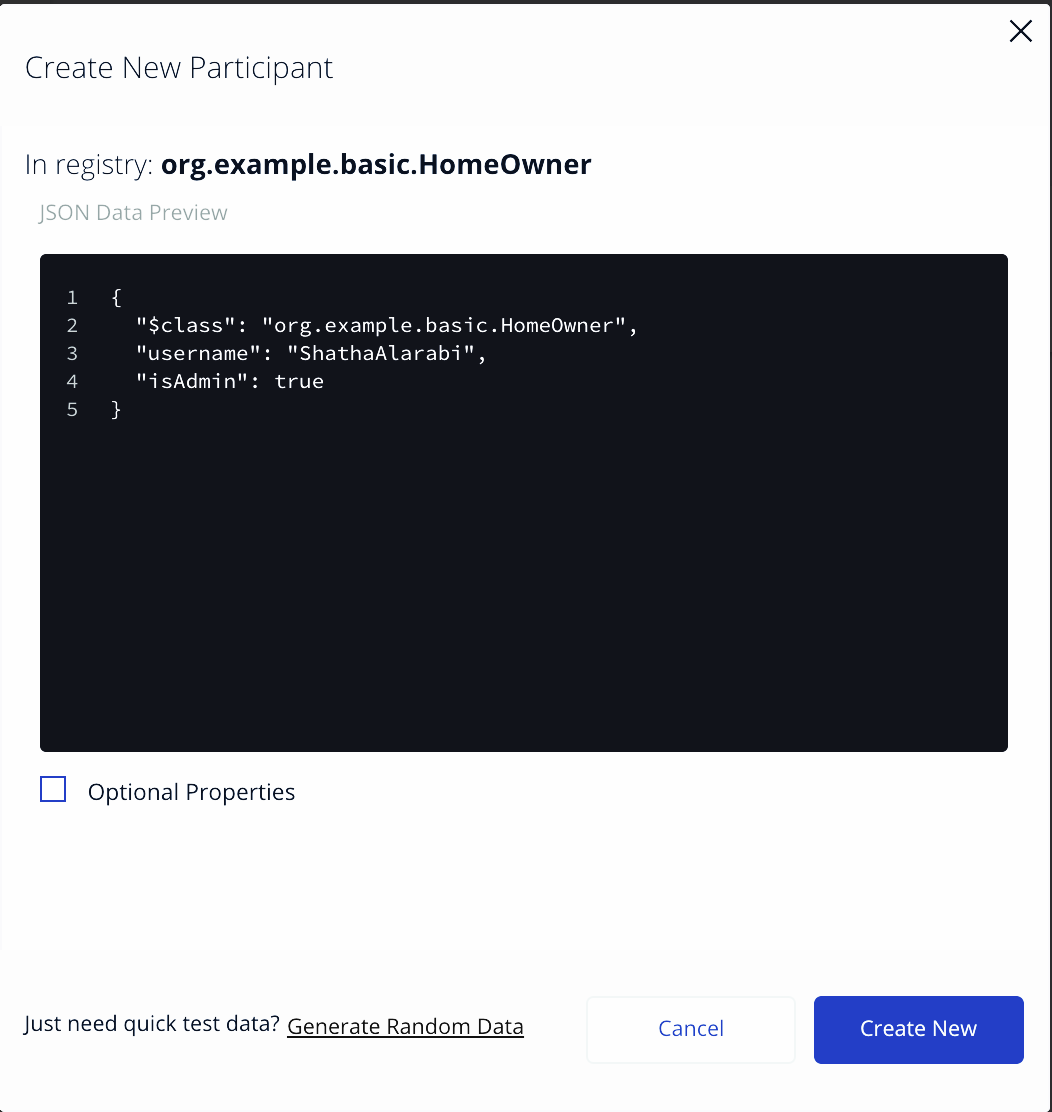 Create New Participant
In registry: org.example.basic.HomeOwner
JSON Data Preview
1 {
2 "$class": "org.example.basic.HomeOwner",
3 "username": "ShathaAlarabi",
4 "isAdmin": true
5 }
Optional Properties
Just need quick test data? Generate Random Data
Cancel
Create New